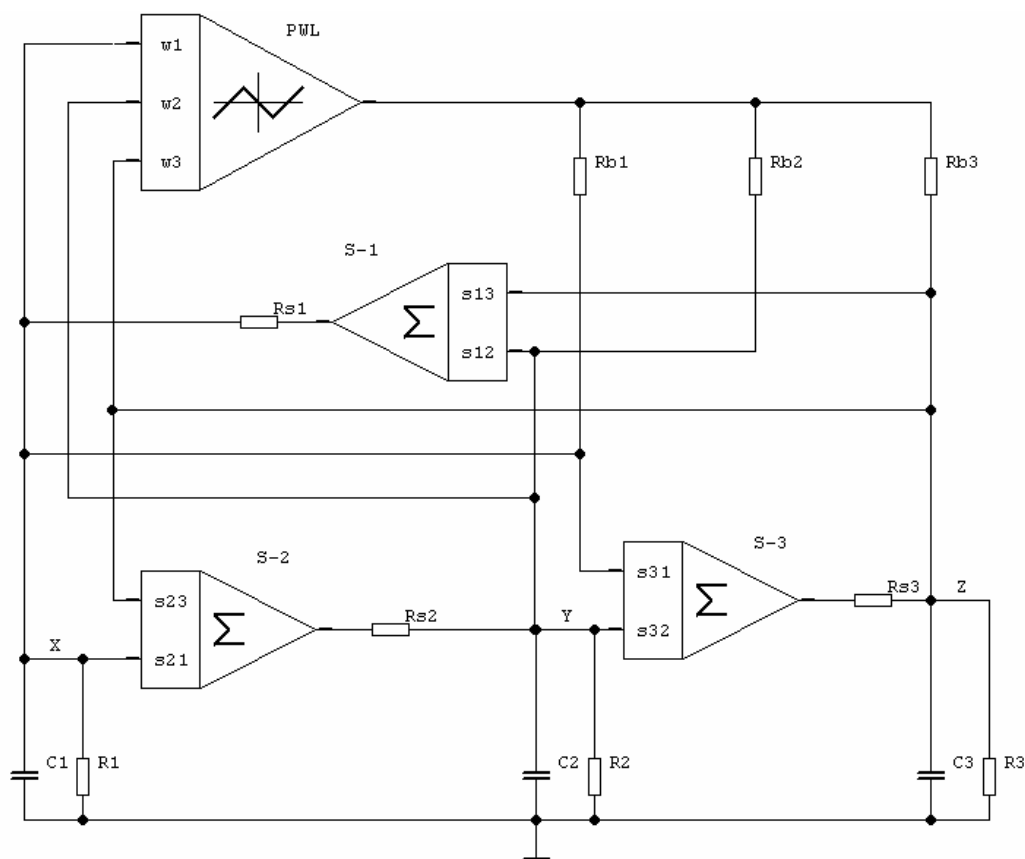 PWL
w1
w2
w3
Rb1
Rb2
Rb3
S-1
s13
s12
Rs1
Σ
S-2
s23
s21
Σ
Rs2
X
Y
S-3
s31
s32
Σ
Rs3
Z
C1
R1
C2
R2
C3
R3